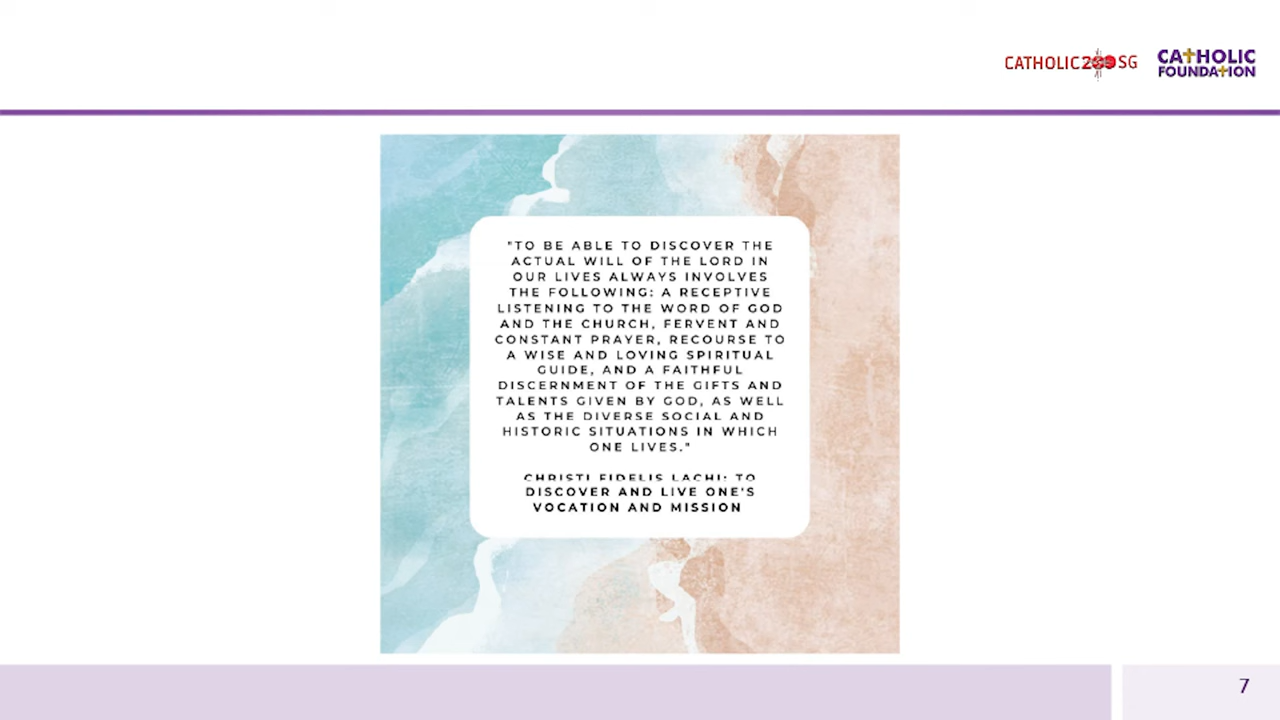 CATHOLIC200SG
CATHOLIC
FOUNDATION
"TO BE ABLE TO DISCOVER THE
ACTUAL WILL OF THE LORD IN
OUR LIVES ALWAYS INVOLVES
THE FOLLOWING: A RECEPTIVE
LISTENING TO THE WORD OF GOD
AND THE CHURCH, FERVENT AND
CONSTANT PRAYER, RECOURSE TO
A WISE AND LOVING SPIRITUAL
GUIDE, AND A FAITHFUL
DISCERNMENT OF THE GIFTS AND
TALENTS GIVEN BY GOD, AS WELL
AS THE DIVERSE SOCIAL AND
HISTORIC SITUATIONS IN WHICH
ONE LIVES."
CHRISTI FIDELIS LACHI: TO
DISCOVER AND LIVE ONE'S
VOCATION AND MISSION
7